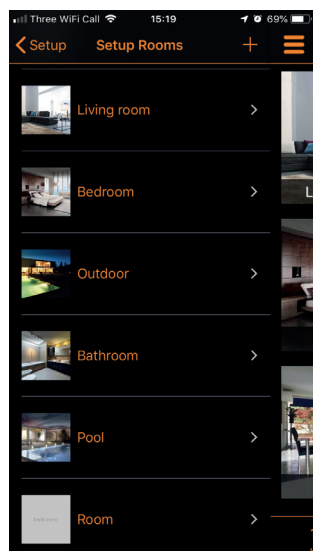 Three WiFi Call 15:19 69%
Setup Setup Rooms +
Living room
L
Bedroom
Outdoor
Bathroom
Pool
Room